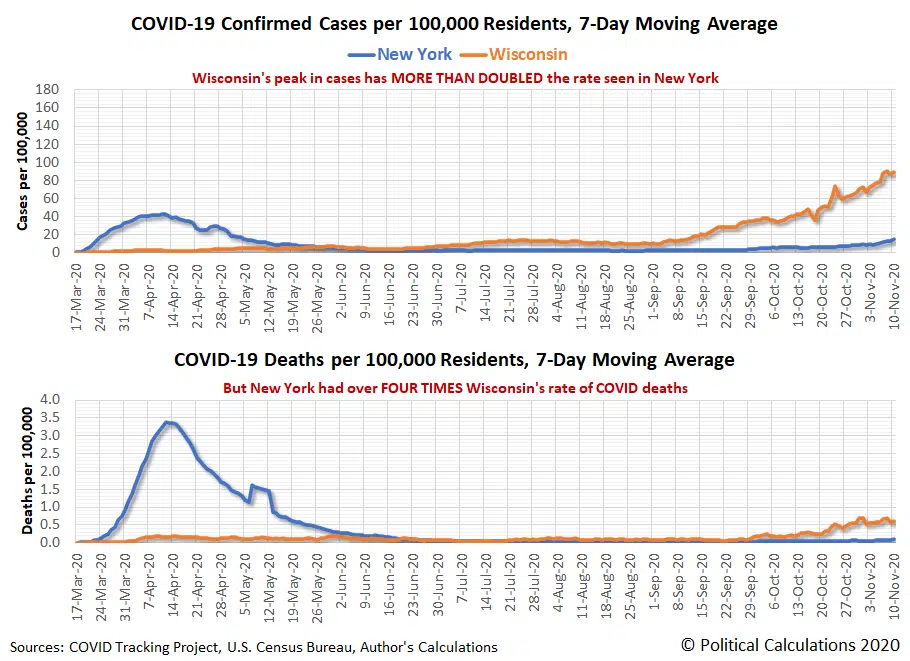 COVID-19 Confirmed Cases per 100,000 Residents, 7-Day Moving Average
New York Wisconsin
Wisconsin's peak in cases has MORE THAN DOUBLED the rate seen in New York
Cases per 100,000
180
160
140
120
100
80
60
40
20
0
17-Mar-20
24-Mar-20
31-Mar-20
7-Apr-20
14-Apr-20
21-Apr-20
28-Apr-20
5-May-20
12-May-20
19-May-20
26-May-20
2-Jun-20
9-Jun-20
16-Jun-20
23-Jun-20
30-Jun-20
7-Jul-20
14-Jul-20
21-Jul-20
28-Jul-20
4-Aug-20
11-Aug-20
18-Aug-20
25-Aug-20
1-Sep-20
8-Sep-20
15-Sep-20
22-Sep-20
29-Sep-20
6-Oct-20
13-Oct-20
20-Oct-20
27-Oct-20
3-Nov-20
10-Nov-20
COVID-19 Deaths per 100,000 Residents, 7-Day Moving Average
But New York had over FOUR TIMES Wisconsin's rate of COVID deaths
Deaths per 100,000
4.0
3.5
3.0
2.5
2.0
1.5
1.0
0.5
0.0
17-Mar-20
24-Mar-20
31-Mar-20
7-Apr-20
14-Apr-20
21-Apr-20
28-Apr-20
5-May-20
12-May-20
19-May-20
26-May-20
2-Jun-20
9-Jun-20
16-Jun-20
23-Jun-20
30-Jun-20
7-Jul-20
14-Jul-20
21-Jul-20
28-Jul-20
4-Aug-20
11-Aug-20
18-Aug-20
25-Aug-20
1-Sep-20
8-Sep-20
15-Sep-20
22-Sep-20
29-Sep-20
6-Oct-20
13-Oct-20
20-Oct-20
27-Oct-20
3-Nov-20
10-Nov-20
Sources: COVID Tracking Project, U.S. Census Bureau, Author's Calculations
© Political Calculations 2020